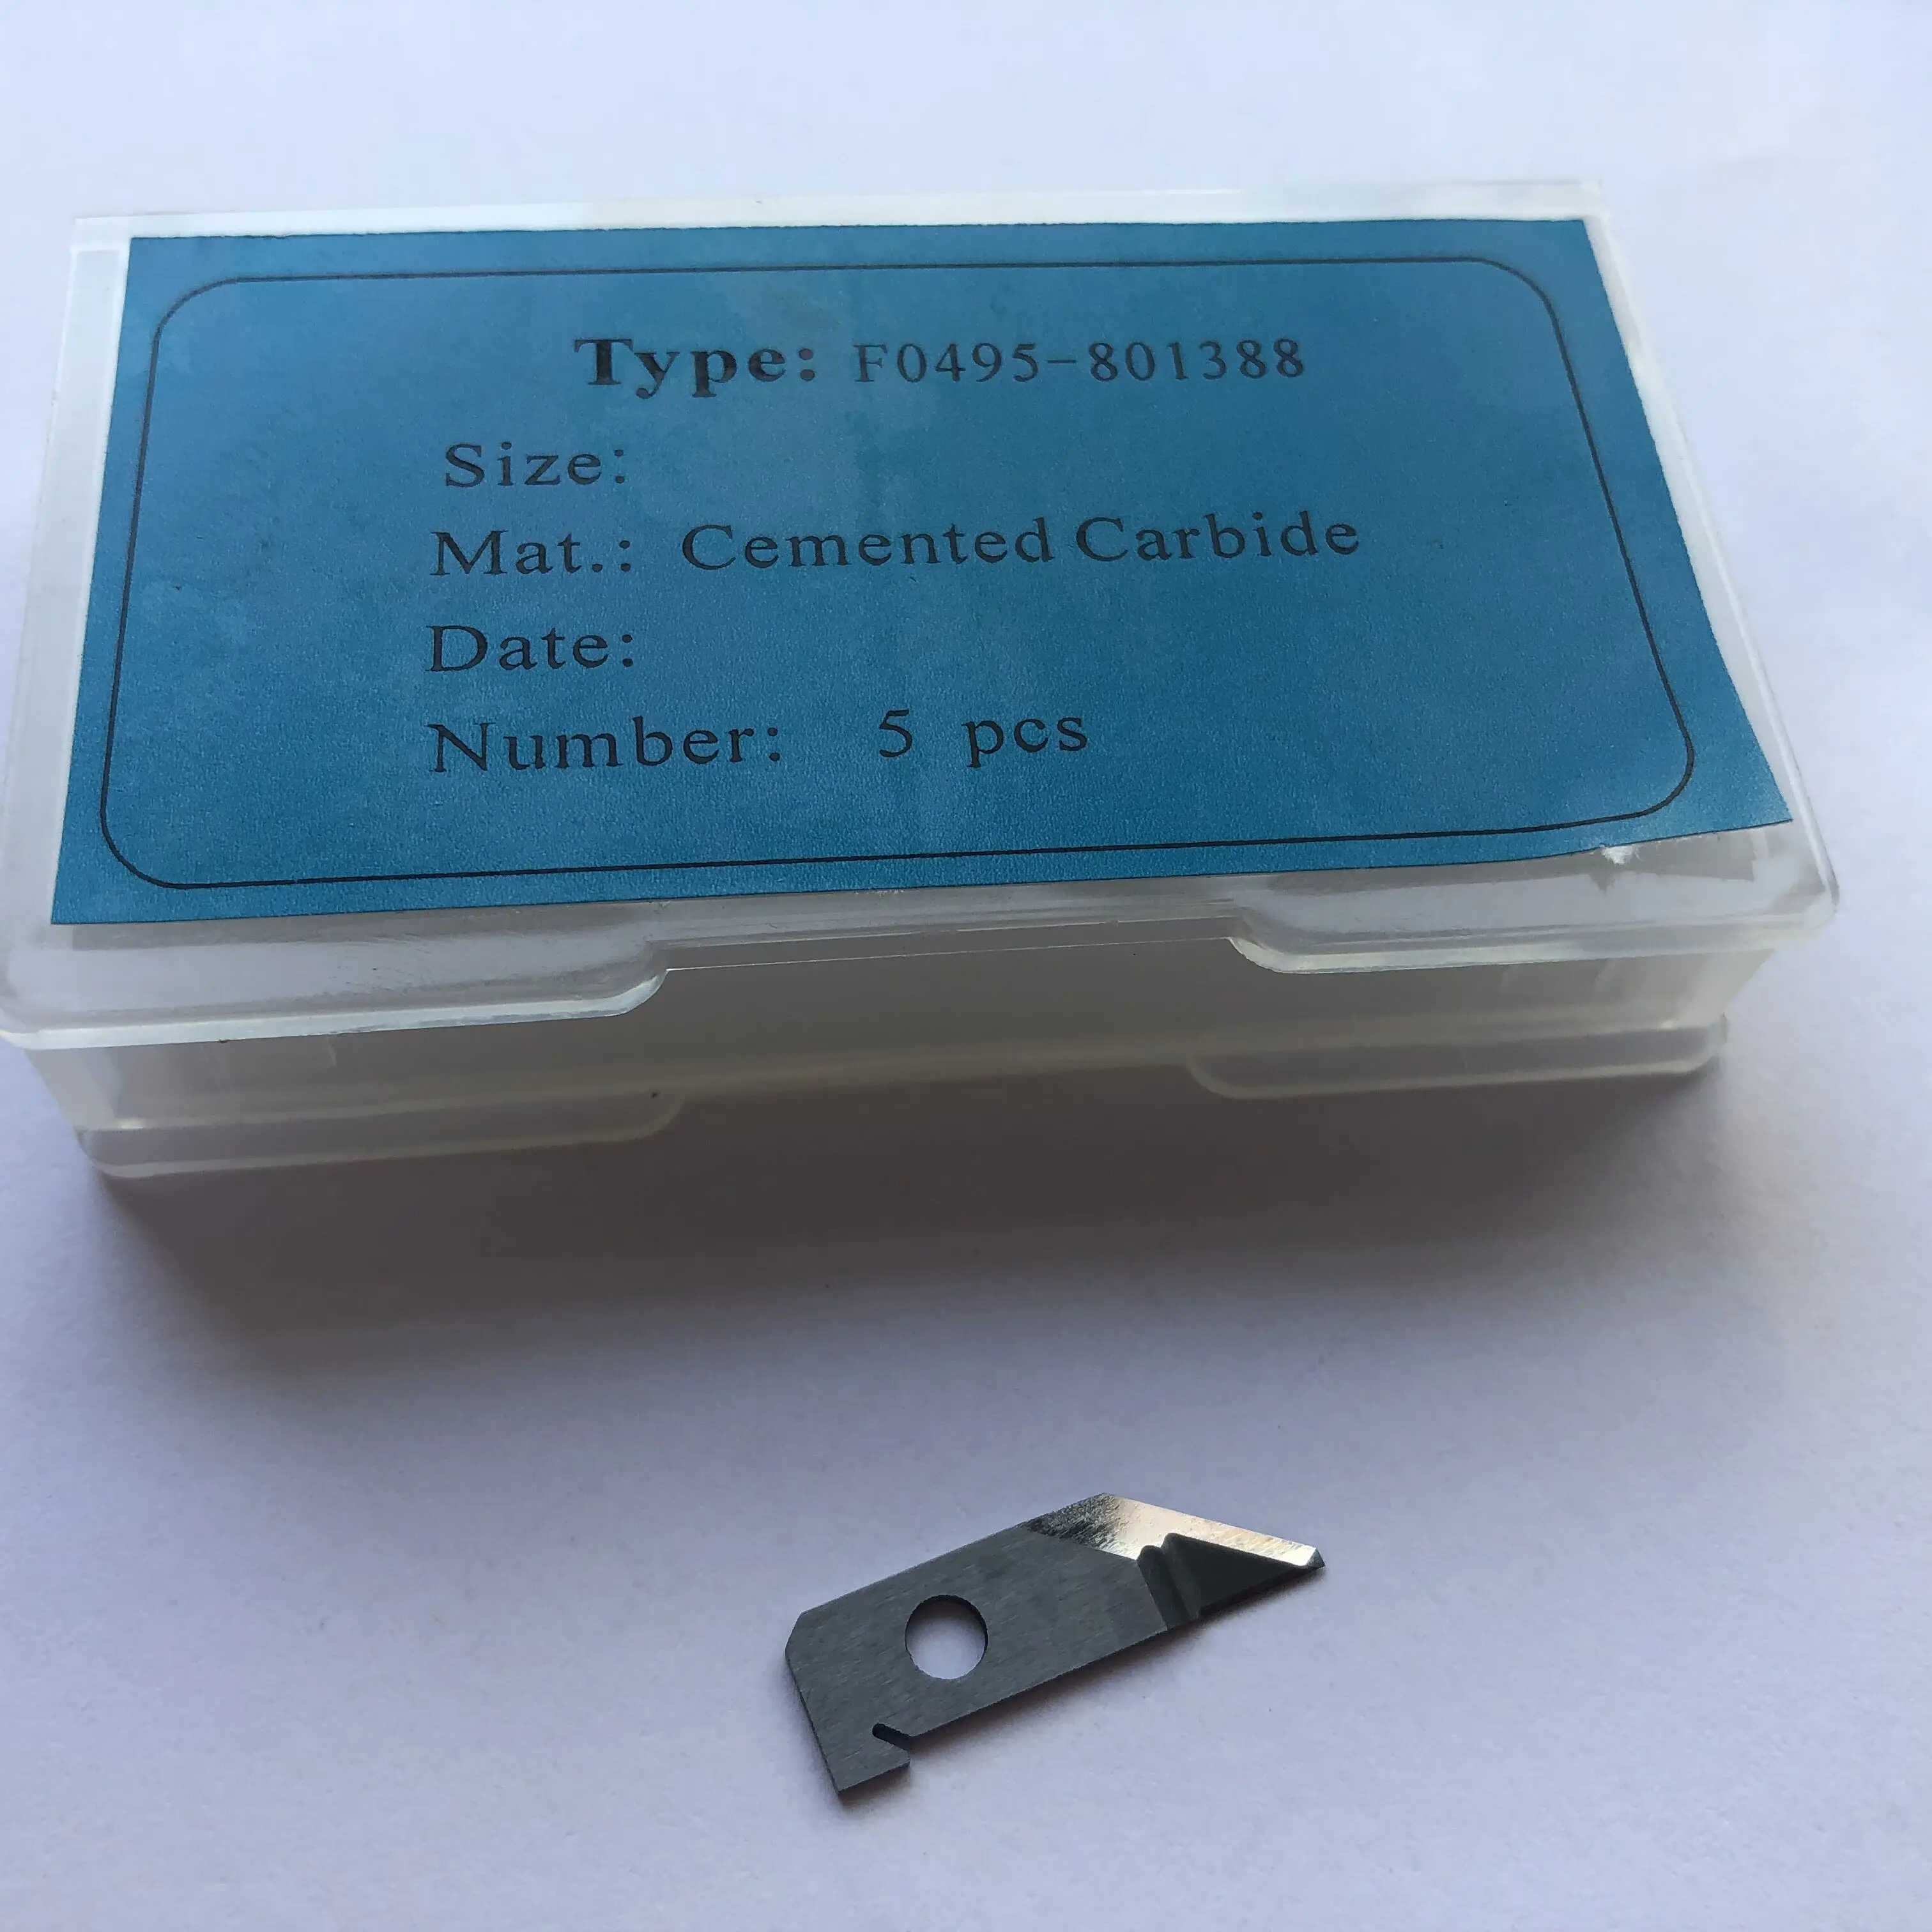 Type: F0495-801388
Size:
Mat.: Cemented Carbide
Date:
Number: 5 pcs